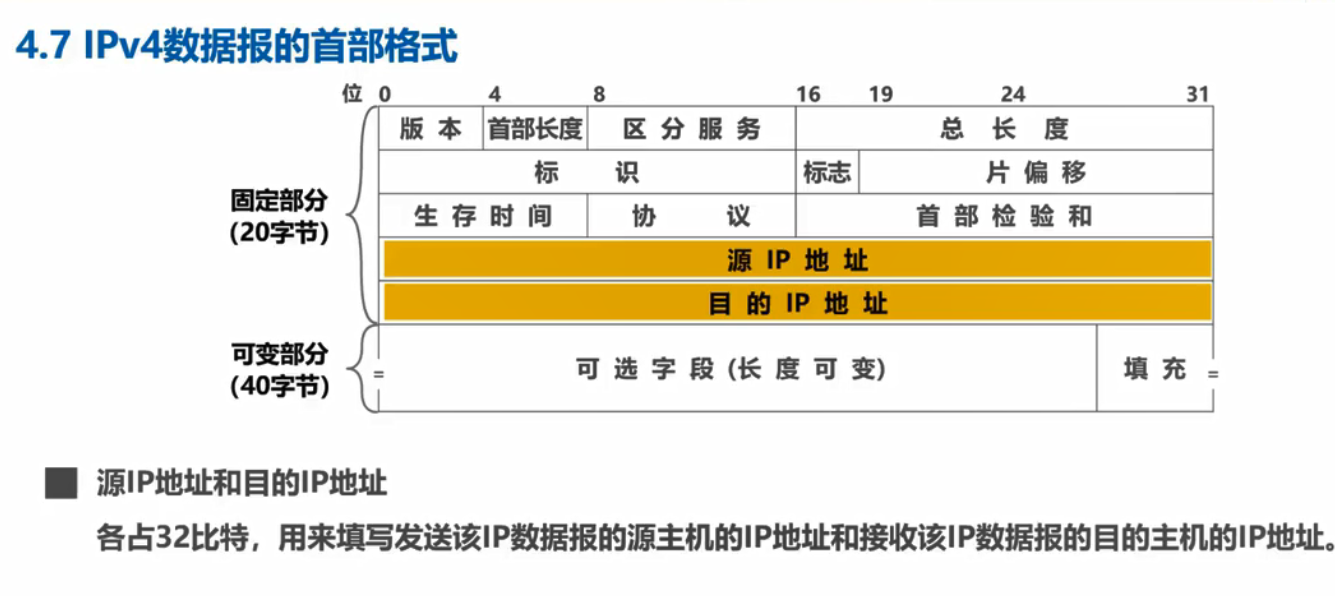 4.7 IPv4数据报的首部格式
位 0 4 8 16 19 24 31
版 本 首部长度 区 分 服 务 总 长 度
标 识 标志 片 偏 移
生 存 时 间 协 议 首 部 检 验 和
固定部分
(20字节)
源 IP 地 址
目 的 IP 地 址
可变部分
(40字节)
= 可 选 字 段 (长 度 可 变) 填 充 =
源IP地址和目的IP地址
各占32比特，用来填写发送该IP数据报的源主机的IP地址和接收该IP数据报的目的主机的IP地址。